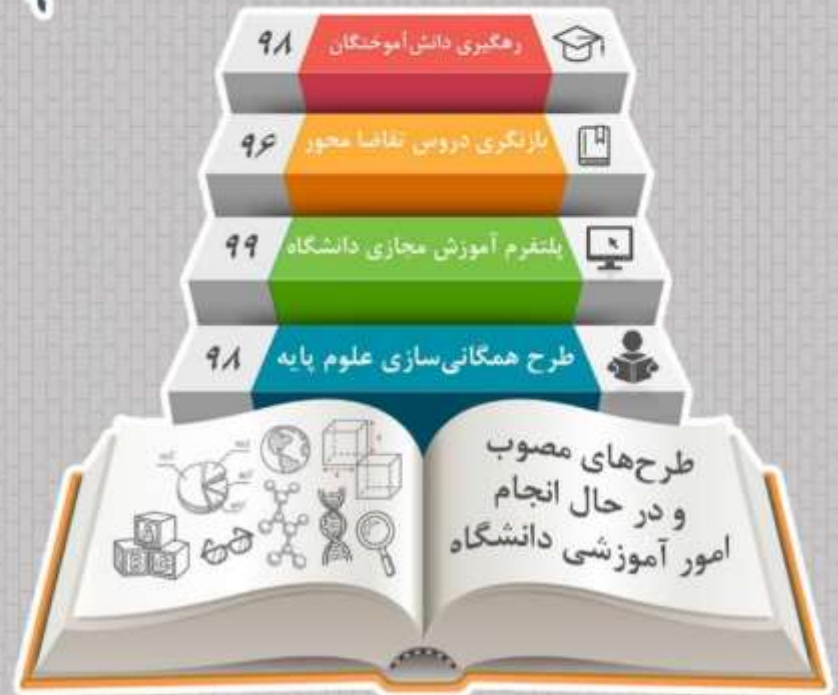 رهگیری دانش‌آموختگان ۹۸
بازنگری دروس تقاضا محور ۹۶
پلتفرم آموزش مجازی دانشگاه ۹۹
طرح همگانی‌سازی علوم پایه ۹۸
طرح‌های مصوب
و در حال انجام
امور آموزشی دانشگاه
A
B